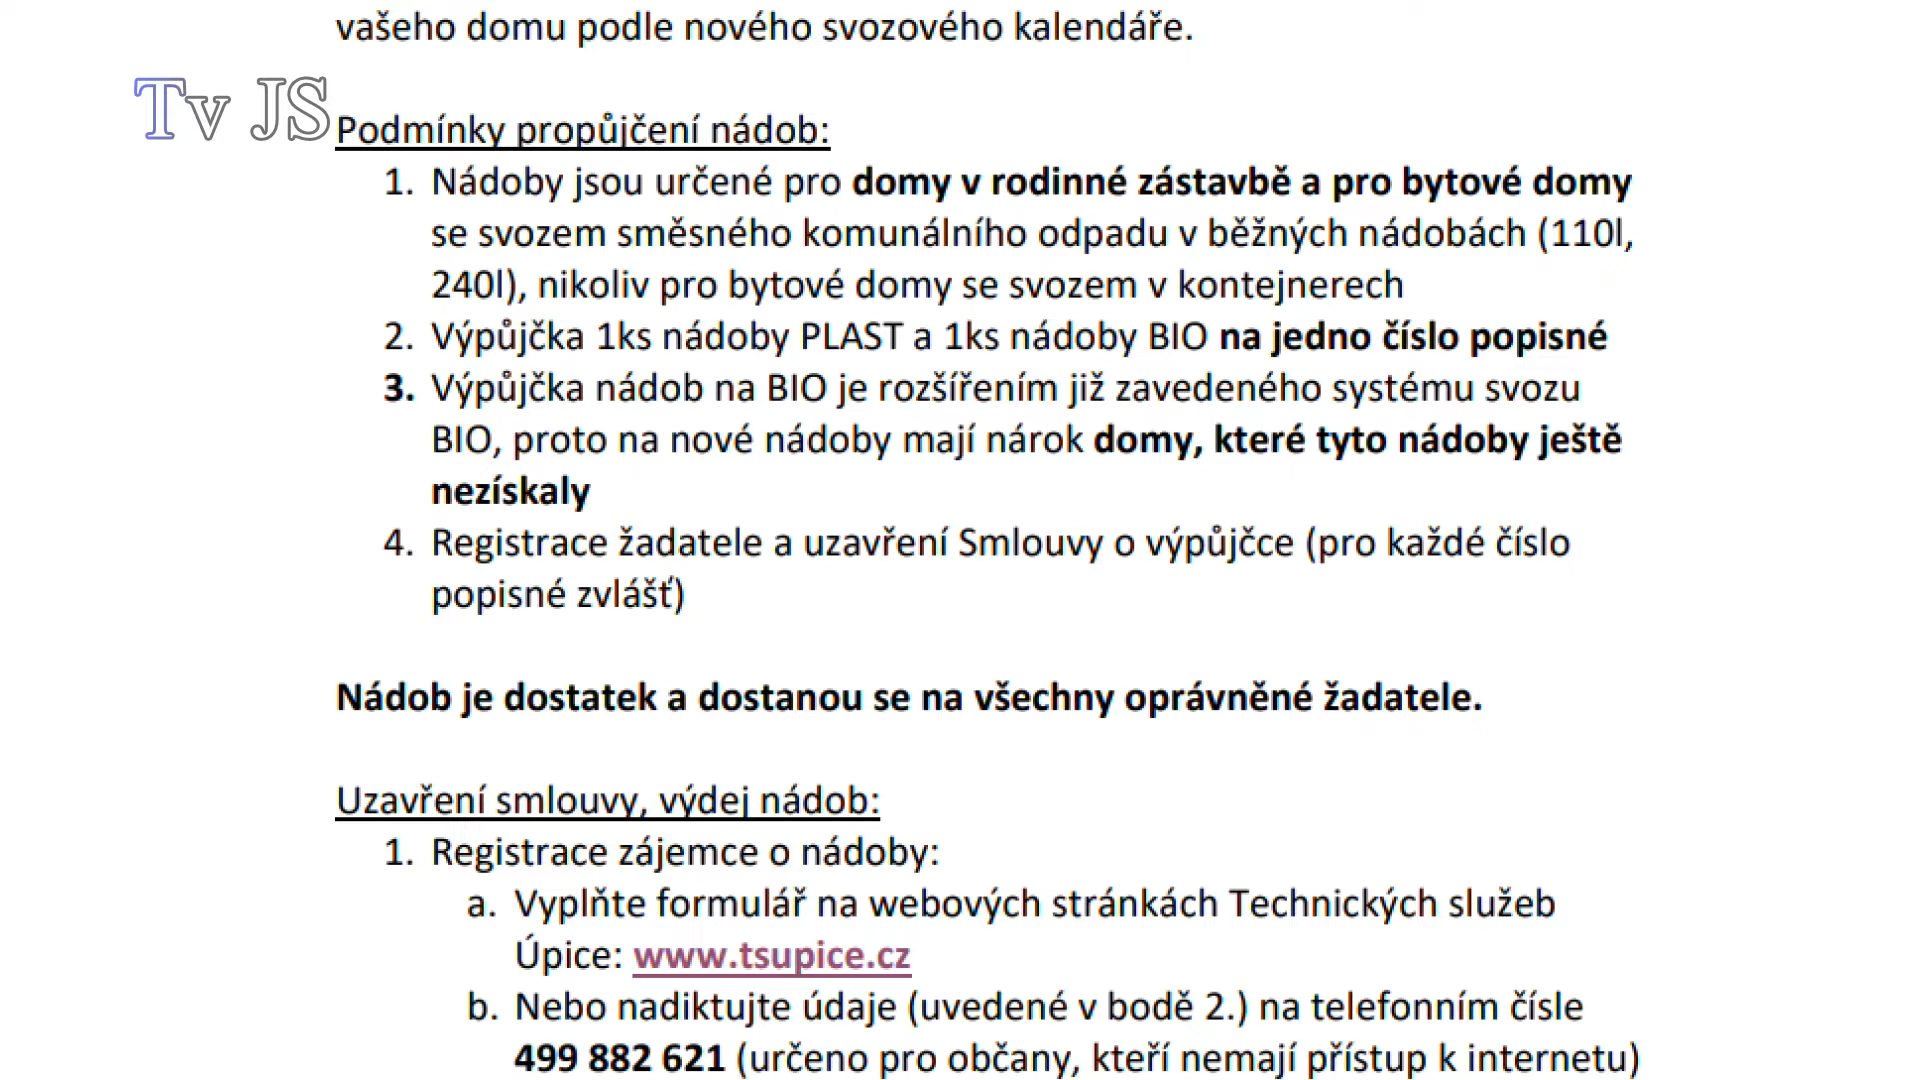 vašeho domu podle nového svozového kalendáře.
Tv JS
Podmínky propůjčení nádob:
1. Nádoby jsou určené pro domy v rodinné zástavbě a pro bytové domy
se svozem směsného komunálního odpadu v běžných nádobách (110l,
240l), nikoliv pro bytové domy se svozem v kontejnerech
2. Výpůjčka 1ks nádoby PLAST a 1ks nádoby BIO na jedno číslo popisné
3. Výpůjčka nádob na BIO je rozšířením již zavedeného systému svozu
BIO, proto na nové nádoby mají nárok domy, které tyto nádoby ještě
nezískaly
4. Registrace žadatele a uzavření Smlouvy o výpůjčce (pro každé číslo
popisné zvlášť)
Nádob je dostatek a dostanou se na všechny oprávněné žadatele.
Uzavření smlouvy, výdej nádob:
1. Registrace zájemce o nádoby:
a. Vyplňte formulář na webových stránkách Technických služeb
Úpice: www.tsupice.cz
b. Nebo nadiktujte údaje (uvedené v bodě 2.) na telefonním čísle
499 882 621 (určeno pro občany, kteří nemají přístup k internetu)